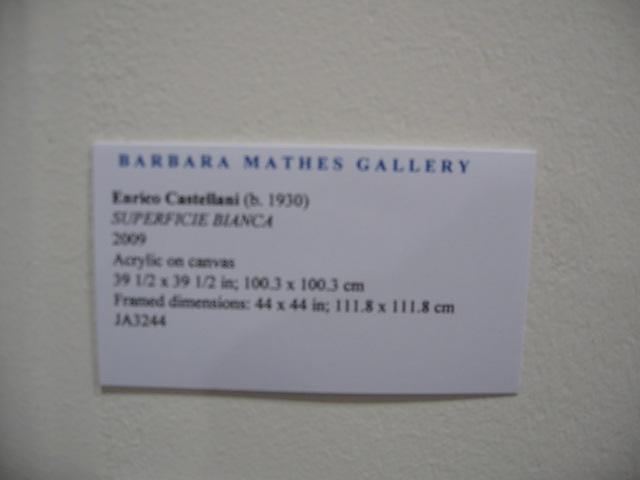 BARBARA MATHES GALLERY
Enrico Castellani (b. 1930)
SUPERFICIE BIANCA
2009
Acrylic on canvas
39 1/2 x 39 1/2 in; 100.3 x 100.3 cm
Framed dimensions: 44 x 44 in; 111.8 x 111.8 cm
JA3244